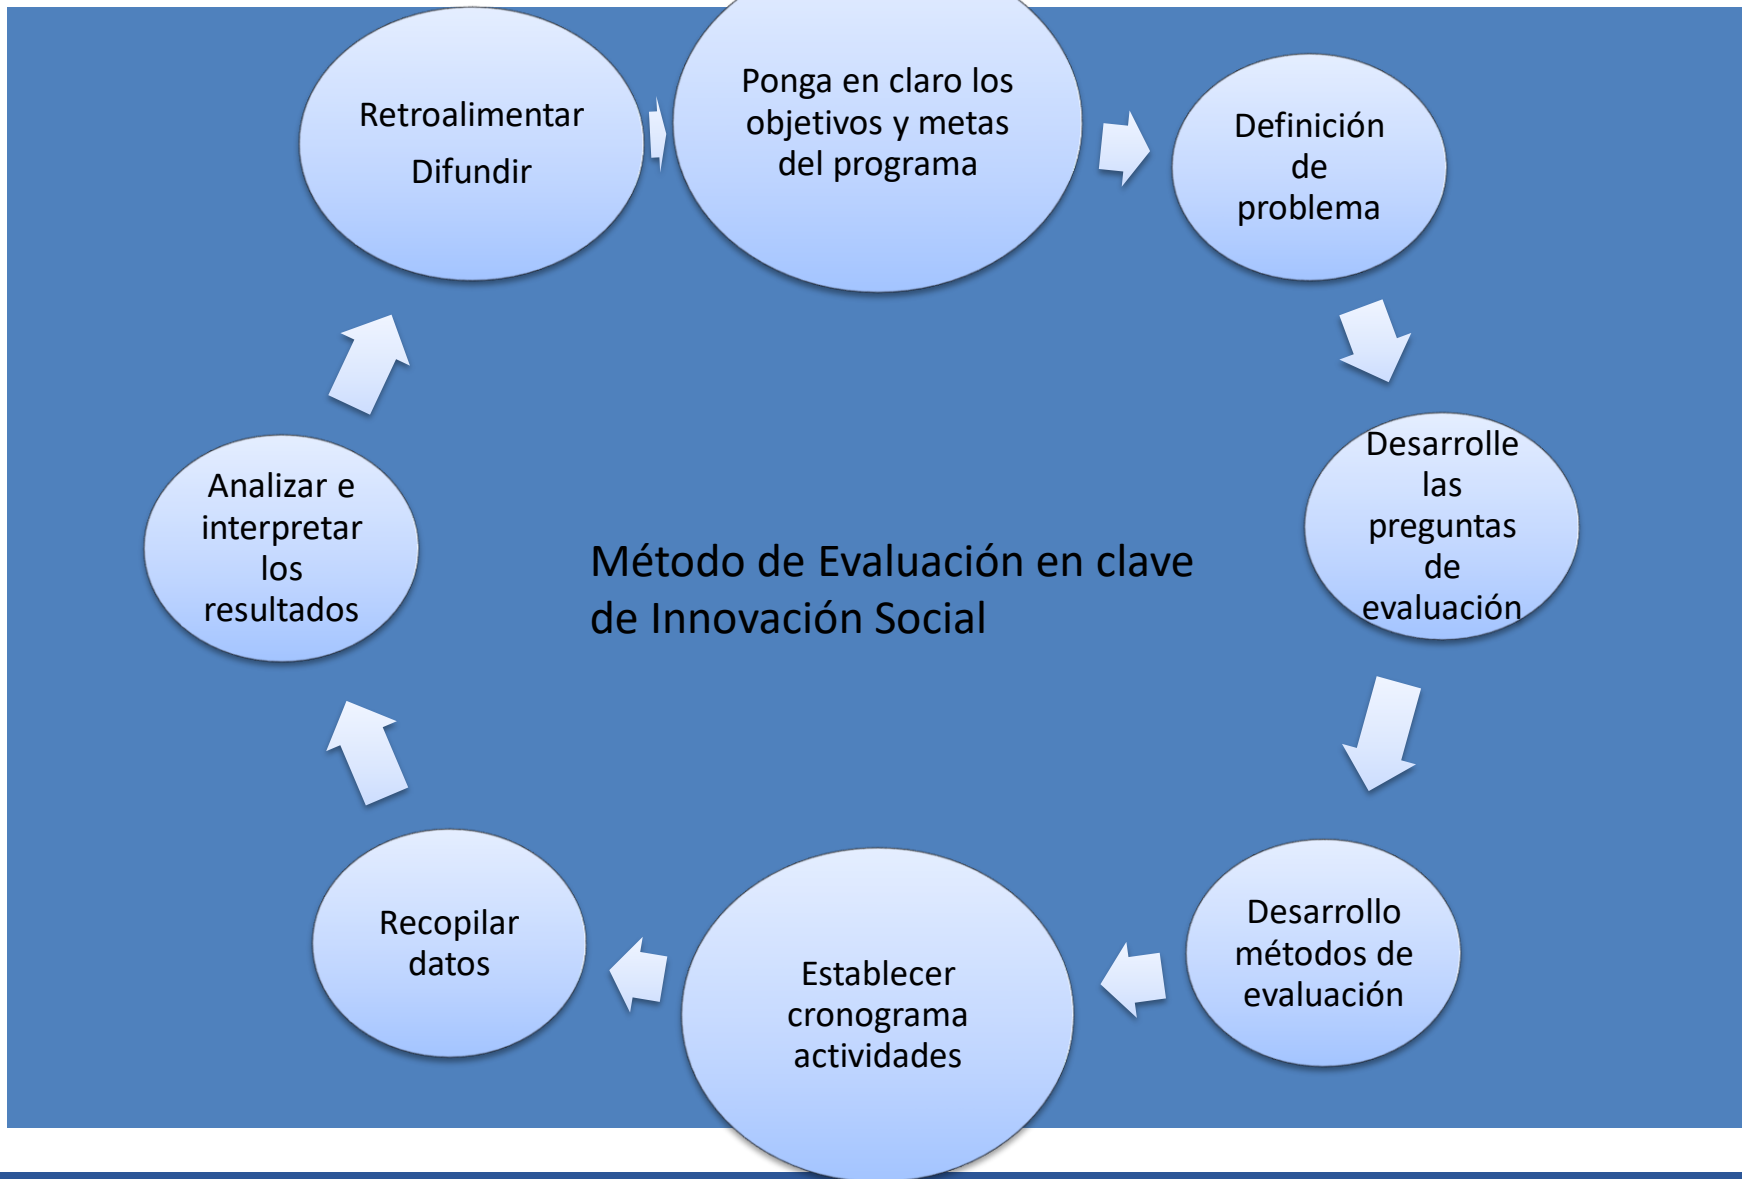 Retroalimentar
Difundir
Ponga en claro los
objetivos y metas
del programa
Definición
de
problema
Desarrolle
las
preguntas
de
evaluación
Desarrollo
métodos de
evaluación
Establecer
cronograma
actividades
Recopilar
datos
Analizar e
interpretar
los
resultados
Método de Evaluación en clave
de Innovación Social